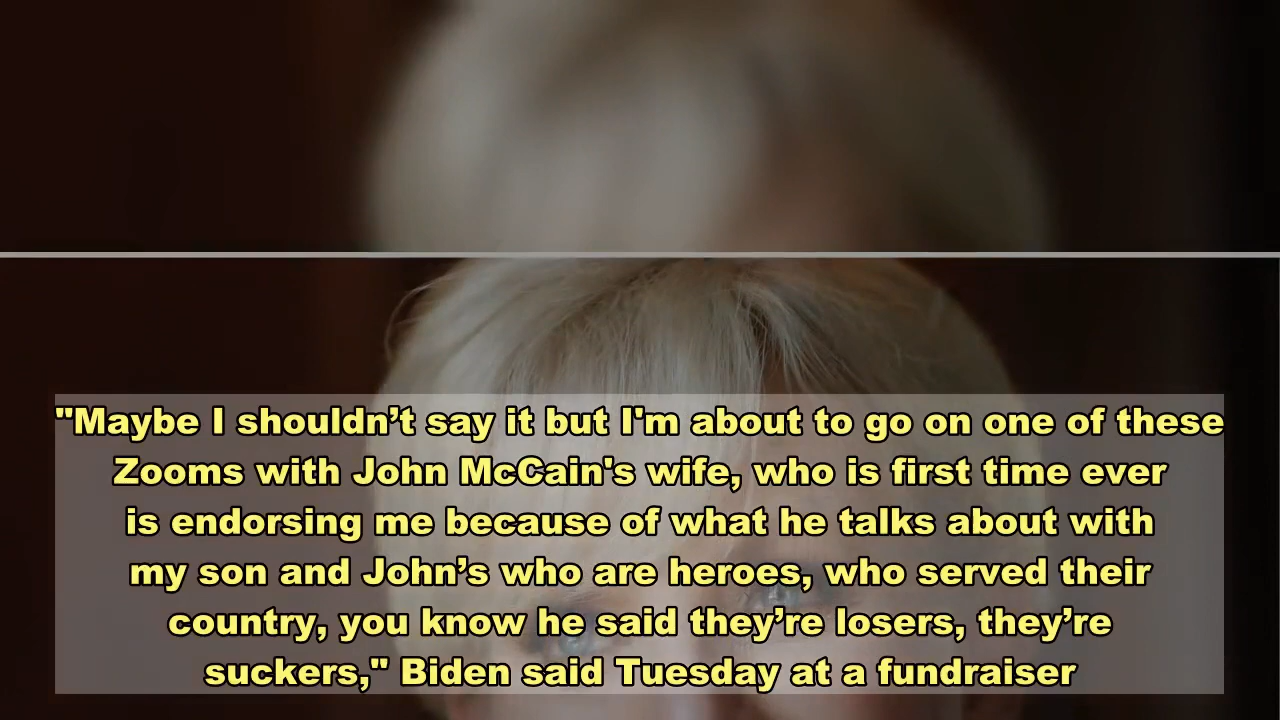 "Maybe I shouldn’t say it but I'm about to go on one of these
Zooms with John McCain's wife, who is first time ever
is endorsing me because of what he talks about with
my son and John’s who are heroes, who served their
country, you know he said they’re losers, they’re
suckers," Biden said Tuesday at a fundraiser